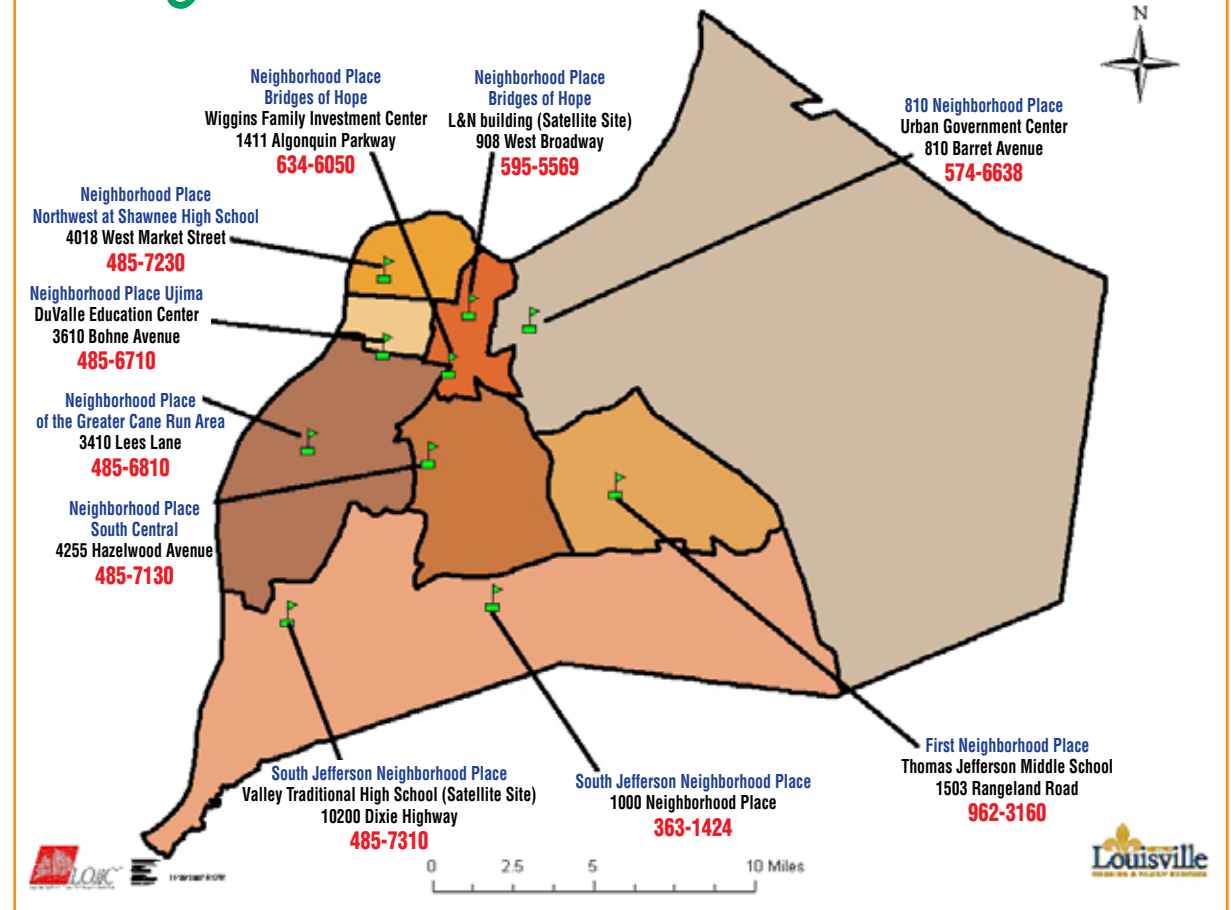 N
Neighborhood Place
Bridges of Hope
Wiggins Family Investment Center
1411 Algonquin Parkway
634-6050
Neighborhood Place
Bridges of Hope
L&N building (Satellite Site)
908 West Broadway
595-5569
810 Neighborhood Place
Urban Government Center
810 Barret Avenue
574-6638
Neighborhood Place
Northwest at Shawnee High School
4018 West Market Street
485-7230
Neighborhood Place Ujima
DuValle Education Center
3610 Bohne Avenue
485-6710
Neighborhood Place
of the Greater Cane Run Area
3410 Lees Lane
485-6810
Neighborhood Place
South Central
4255 Hazelwood Avenue
485-7130
South Jefferson Neighborhood Place
Valley Traditional High School (Satellite Site)
10200 Dixie Highway
485-7310
South Jefferson Neighborhood Place
1000 Neighborhood Place
363-1424
First Neighborhood Place
Thomas Jefferson Middle School
1503 Rangeland Road
962-3160
LOJIC
0 2.5 5 10 Miles
Louisville